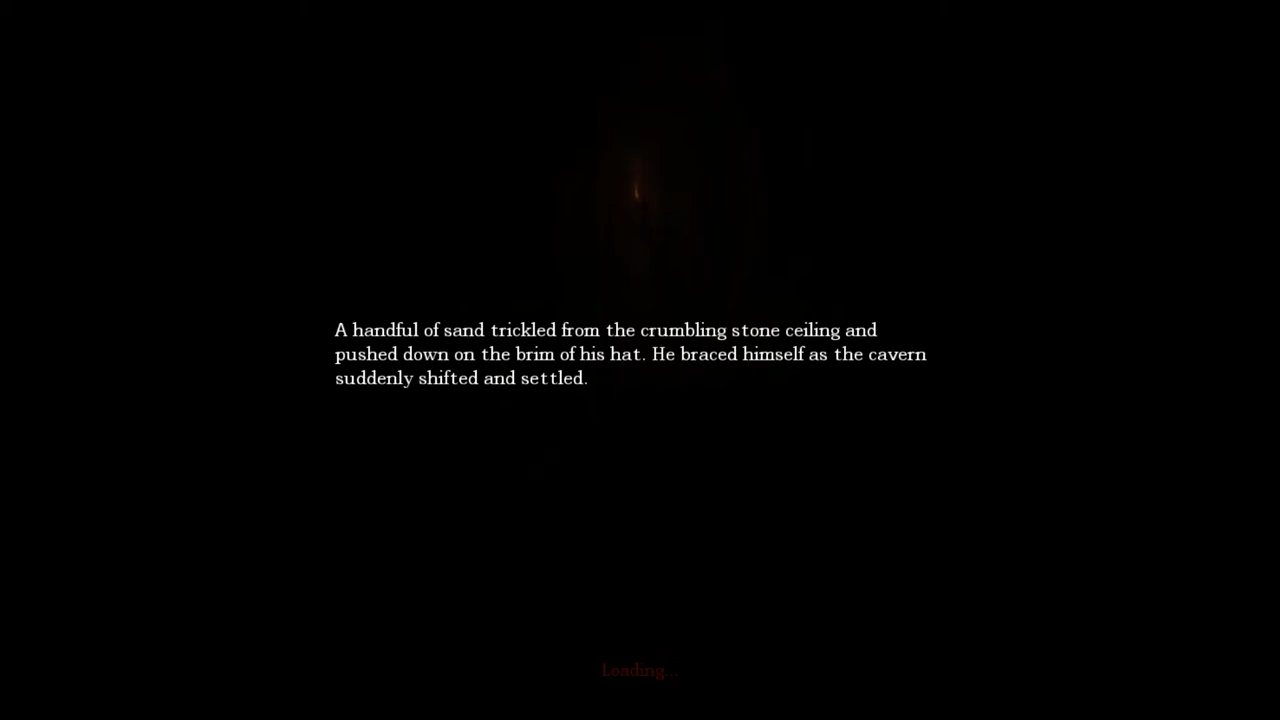 A handful of sand trickled from the crumbling stone ceiling and
pushed down on the brim of his hat. He braced himself as the cavern
suddenly shifted and settled.
Loading...